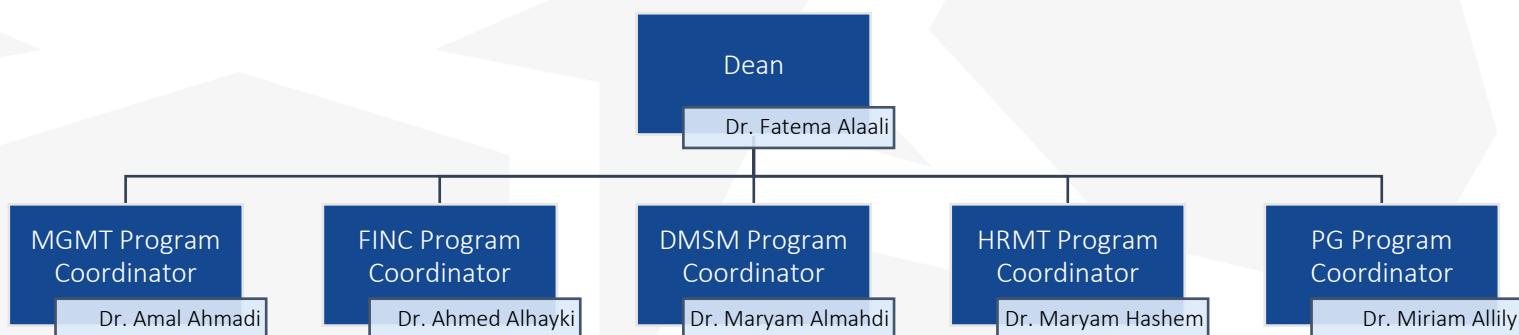 Dean
Dr. Fatema Alaali
MGMT Program
Coordinator
Dr. Amal Ahmadi
FINC Program
Coordinator
Dr. Ahmed Alhayki
DMSM Program
Coordinator
Dr. Maryam Almahdi
HRMT Program
Coordinator
Dr. Maryam Hashem
PG Program
Coordinator
Dr. Miriam Allily